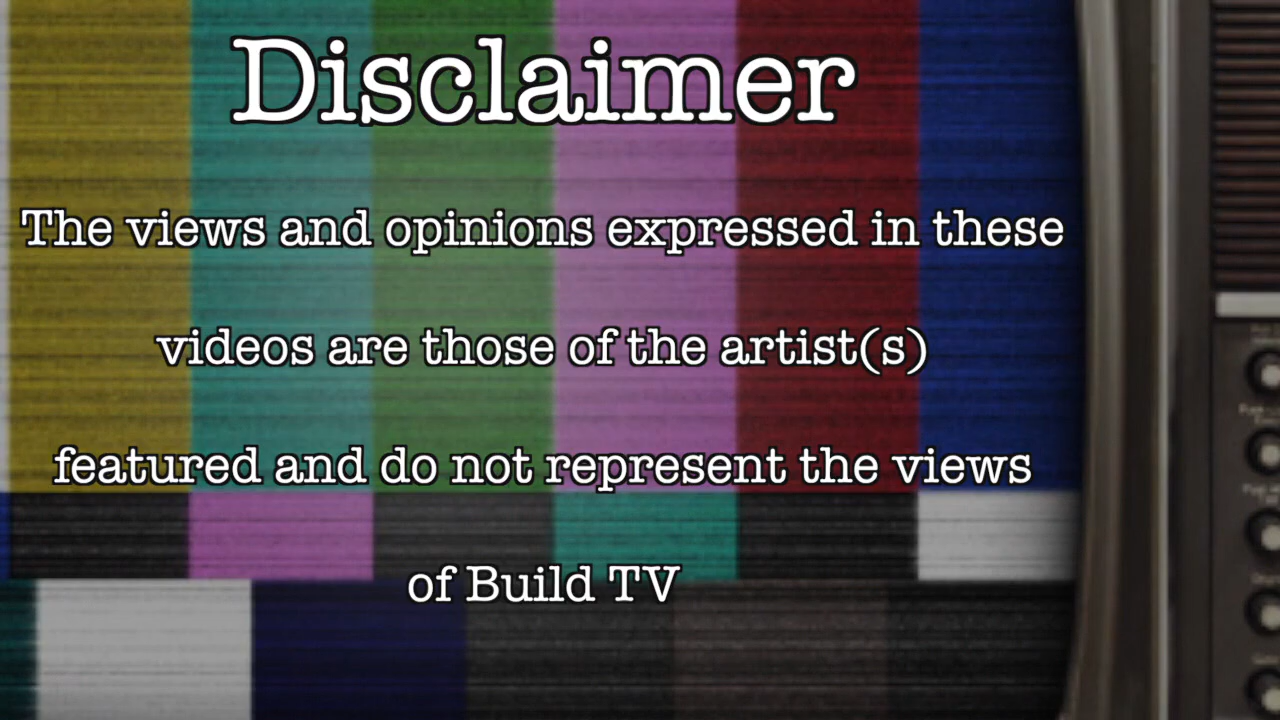 Disclaimer
The views and opinions expressed in these
videos are those of the artist(s)
featured and do not represent the views
of Build TV